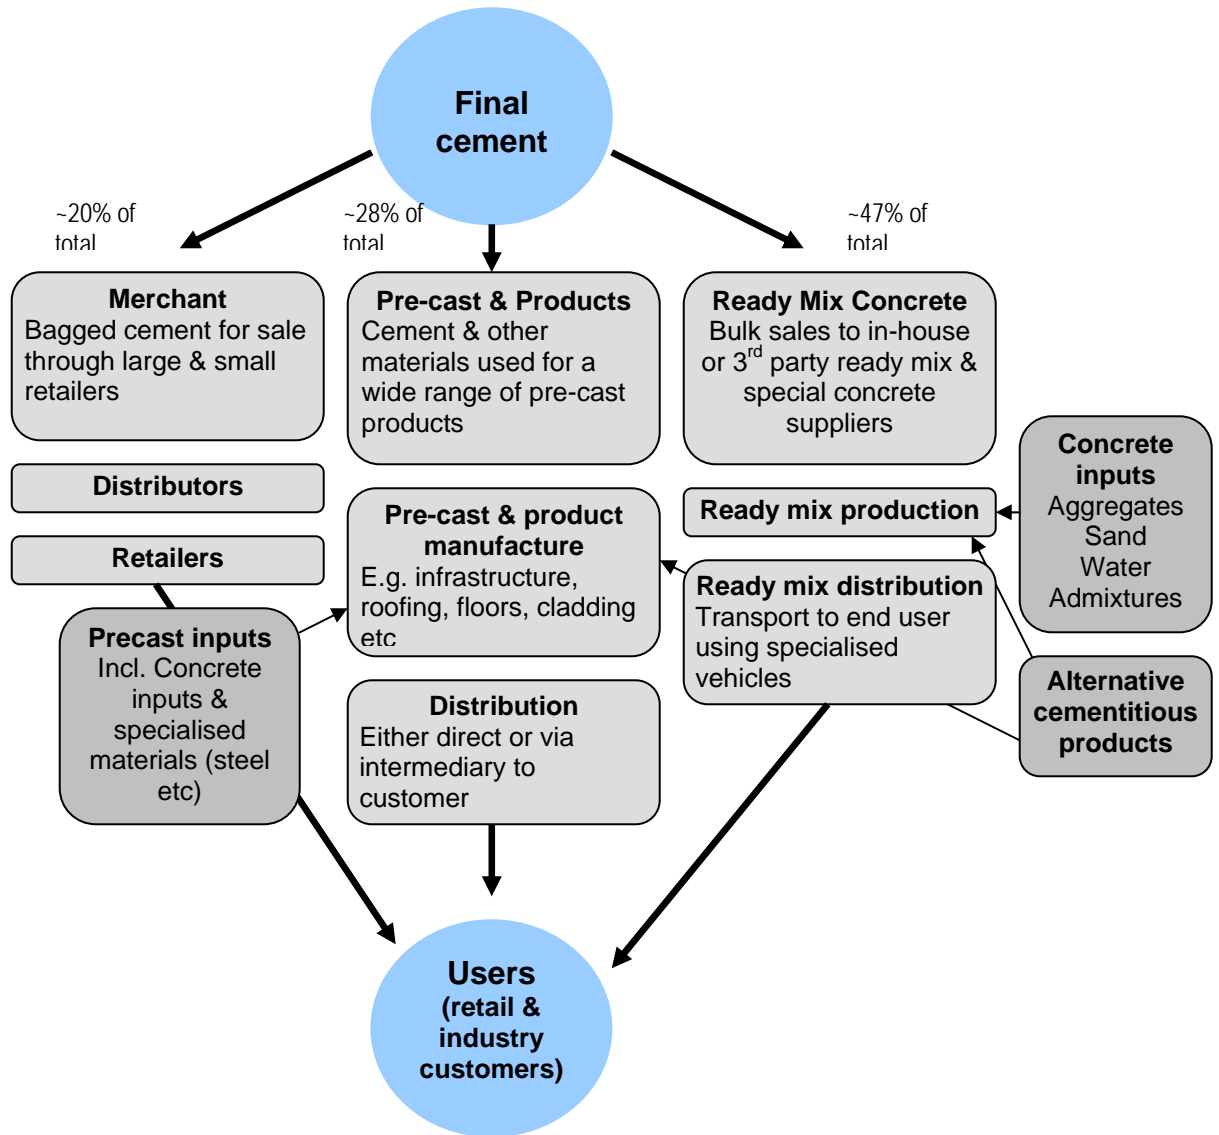 Final
cement
~20% of
total
~28% of
total
~47% of
total
Merchant
Bagged cement for sale
through large & small
retailers
Pre-cast & Products
Cement & other
materials used for a
wide range of pre-cast
products
Ready Mix Concrete
Bulk sales to in-house
or 3rd party ready mix &
special concrete
suppliers
Distributors
Retailers
Precast inputs
Incl. Concrete
inputs &
specialised
materials (steel
etc)
Pre-cast & product
manufacture
E.g. infrastructure,
roofing, floors, cladding
etc
Distribution
Either direct or via
intermediary to
customer
Ready mix production
Ready mix distribution
Transport to end user
using specialised
vehicles
Concrete
inputs
Aggregates
Sand
Water
Admixtures
Alternative
cementitious
products
Users
(retail &
industry
customers)